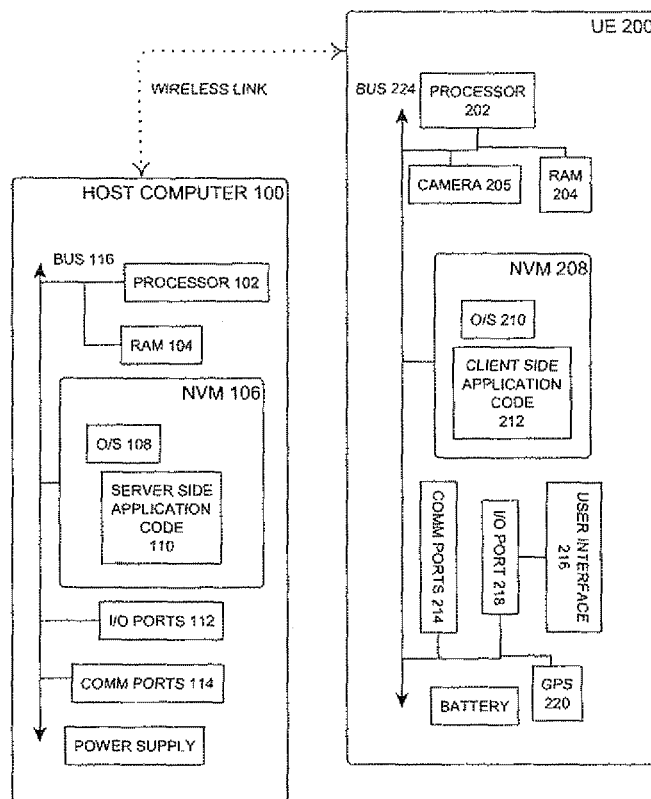 WIRELESS LINK
HOST COMPUTER 100
BUS 116
PROCESSOR 102
RAM 104
NVM 106
O/S 108
SERVER SIDE
APPLICATION
CODE
110
I/O PORTS 112
COMM PORTS 114
POWER SUPPLY
UE 200
BUS 224
PROCESSOR
202
CAMERA 205
RAM
204
NVM 208
O/S 210
CLIENT SIDE
APPLICATION
CODE
212
COMM PORTS 214
I/O PORT 218
USER INTERFACE
216
BATTERY
GPS
220